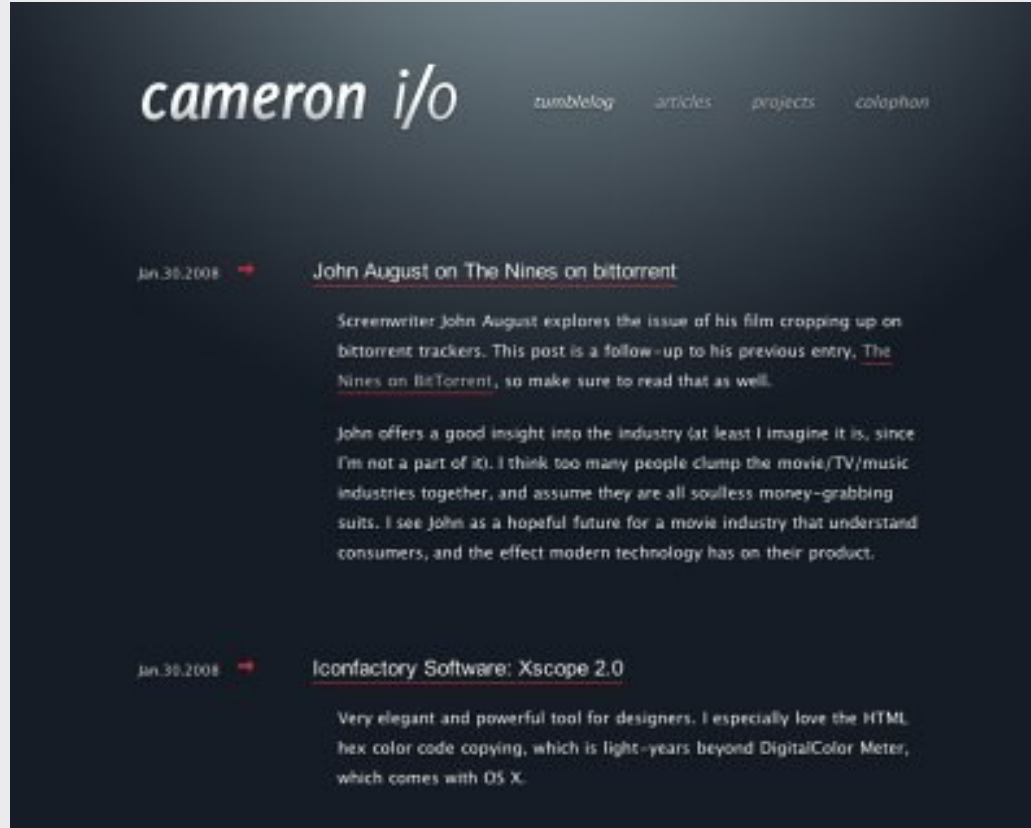 cameron i/o
tumblelog articles projects colophon
Jan.30.2008 → John August on The Nines on bittorrent
Screenwriter John August explores the issue of his film cropping up on
bittorrent trackers. This post is a follow-up to his previous entry, The
Nines on BitTorrent, so make sure to read that as well.
John offers a good insight into the industry (at least I imagine it is, since
I'm not a part of it). I think too many people clump the movie/TV/music
industries together, and assume they are all soulless money-grabbing
suits. I see John as a hopeful future for a movie industry that understand
consumers, and the effect modern technology has on their product.
Jan.30.2008 → Iconfactory Software: Xscope 2.0
Very elegant and powerful tool for designers. I especially love the HTML
hex color code copying, which is light-years beyond DigitalColor Meter,
which comes with OS X.